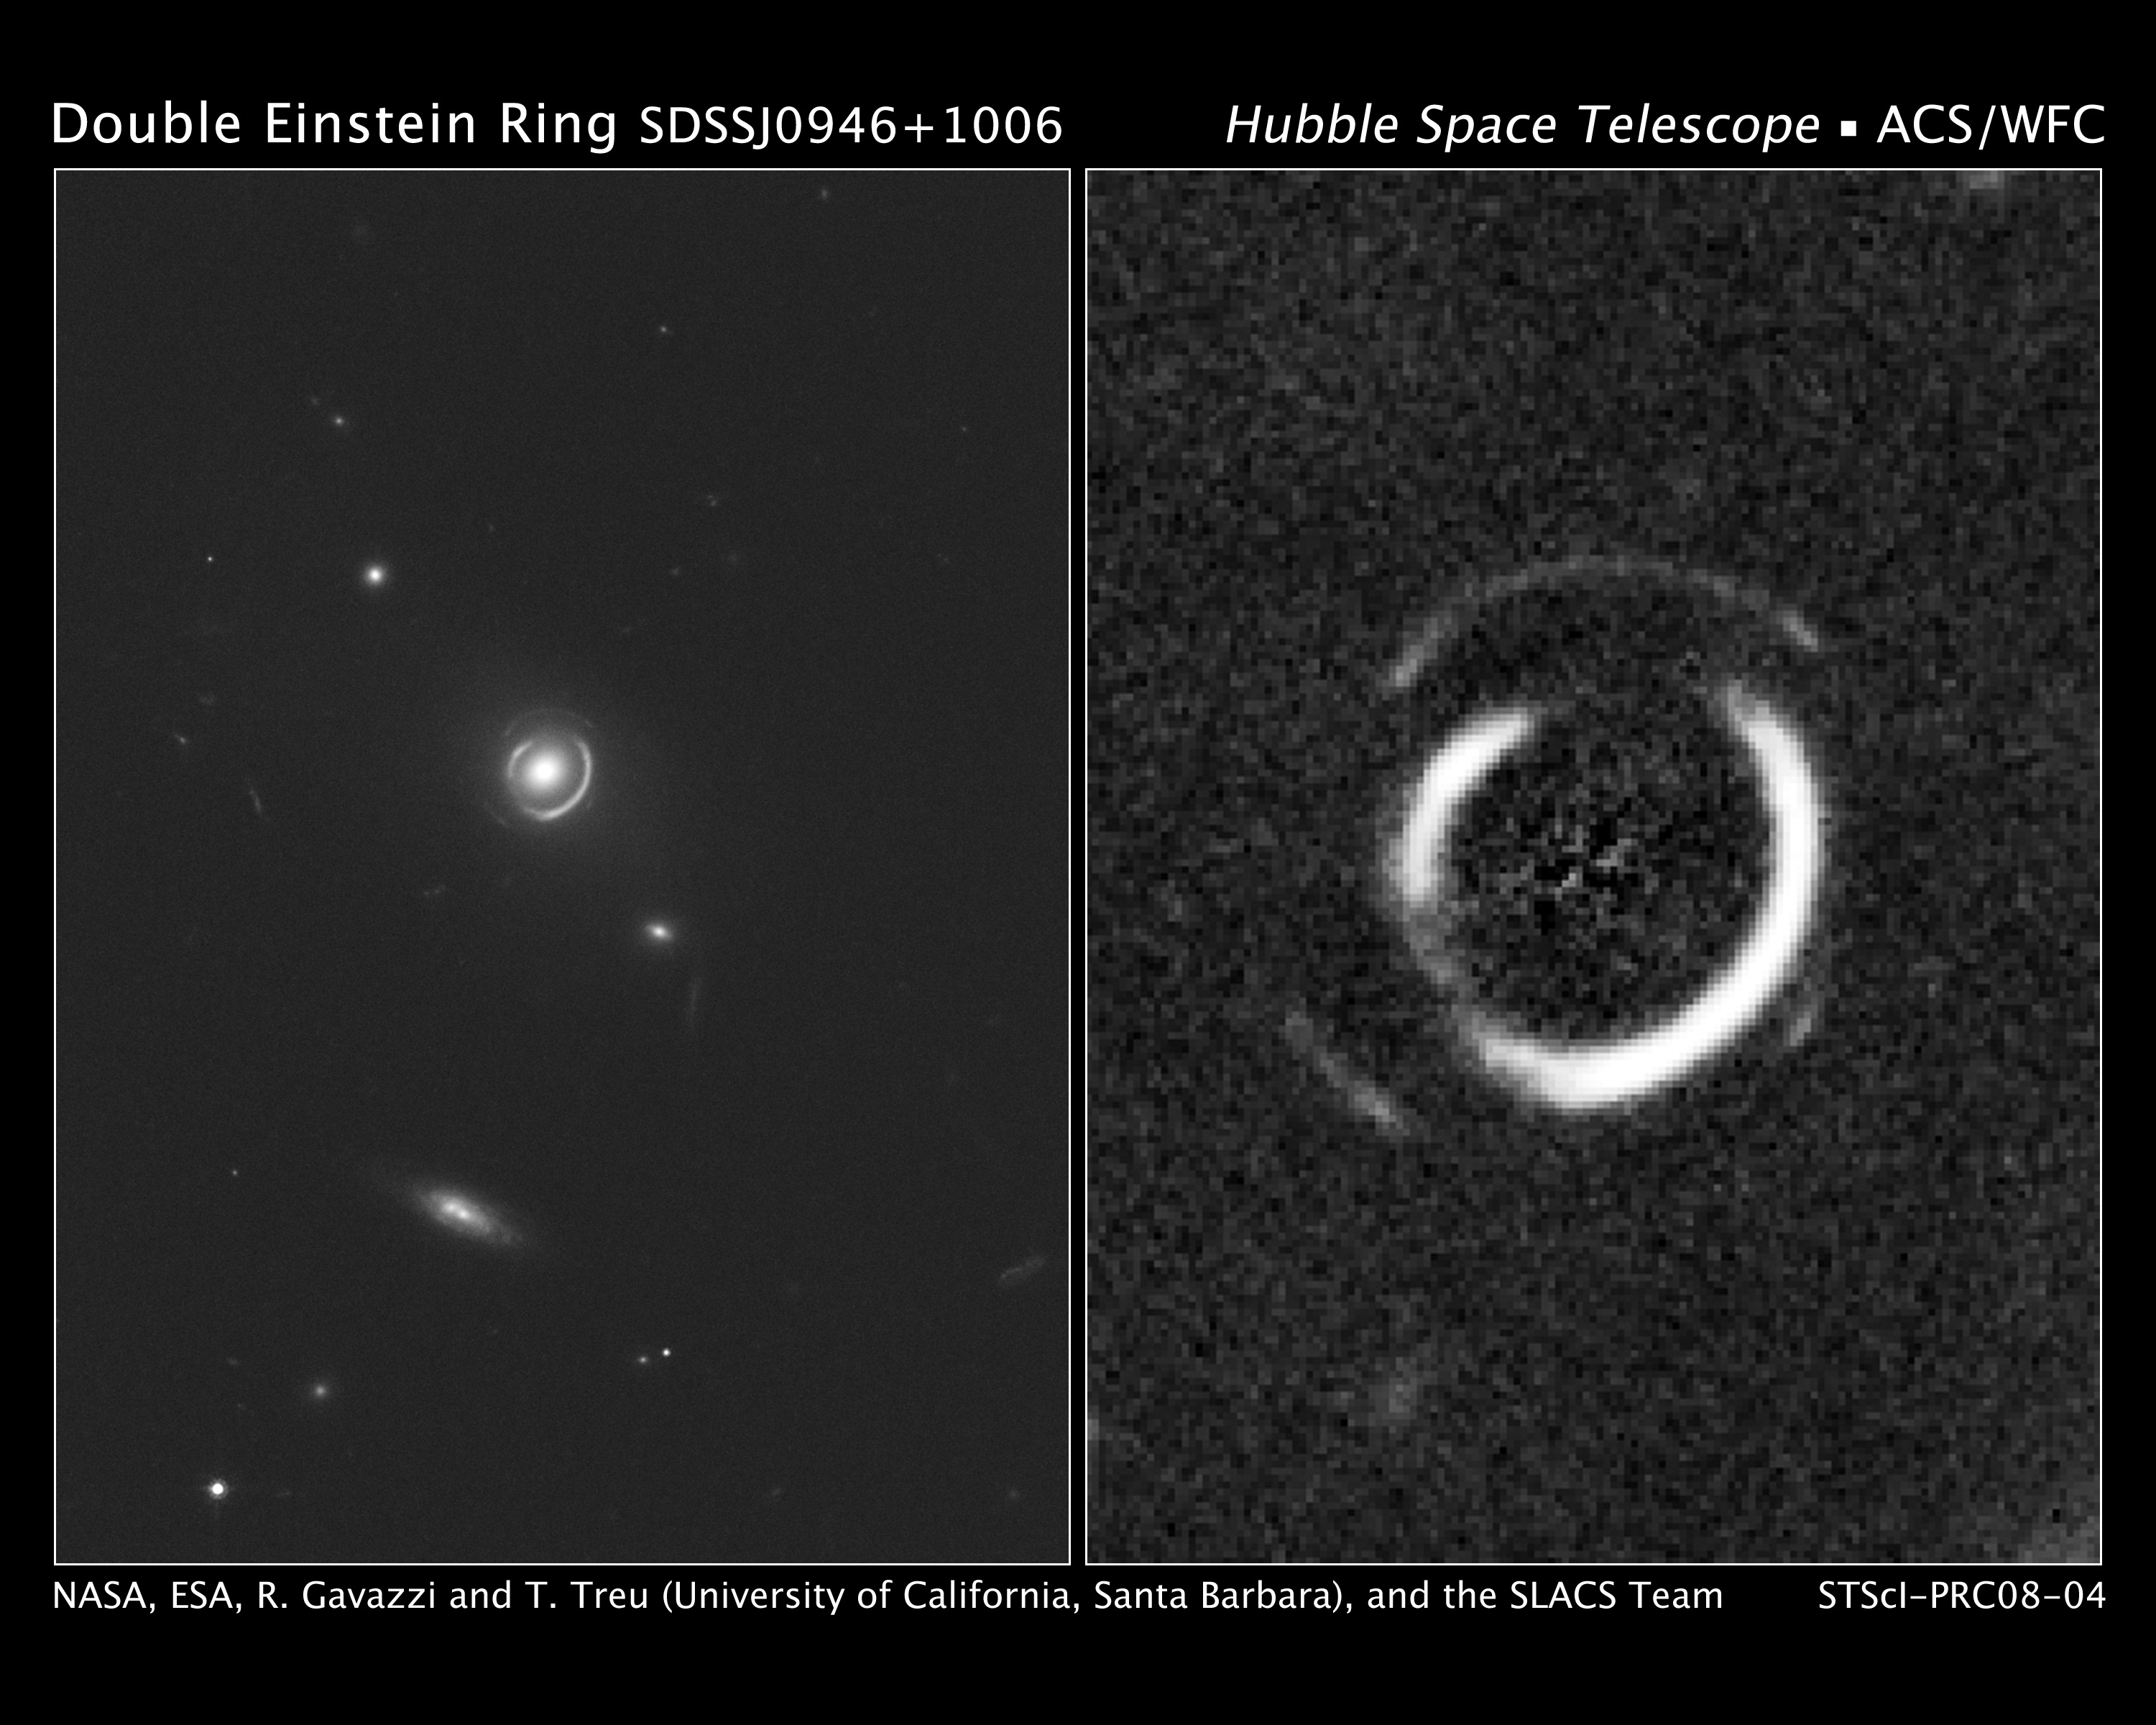 Double Einstein Ring SDSSJ0946+1006
Hubble Space Telescope ▪ ACS/WFC
NASA, ESA, R. Gavazzi and T. Treu (University of California, Santa Barbara), and the SLACS Team
STScI-PRC08-04